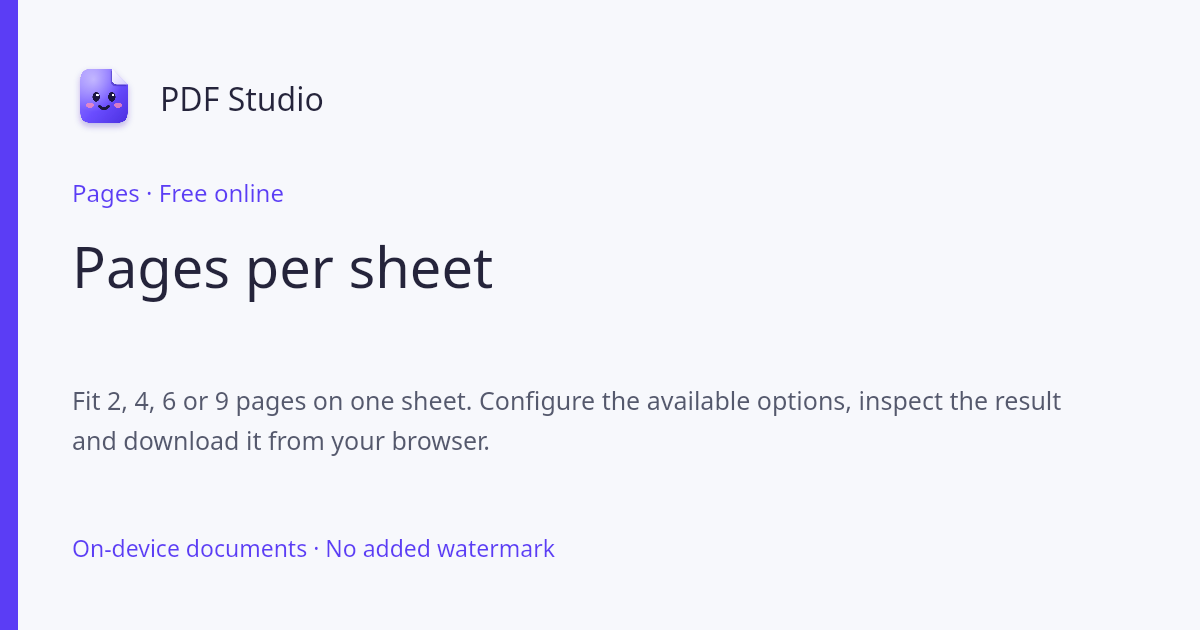 PDF Studio
Pages · Free online
Pages per sheet
Fit 2, 4, 6 or 9 pages on one sheet. Configure the available options, inspect the result
and download it from your browser.
On-device documents · No added watermark